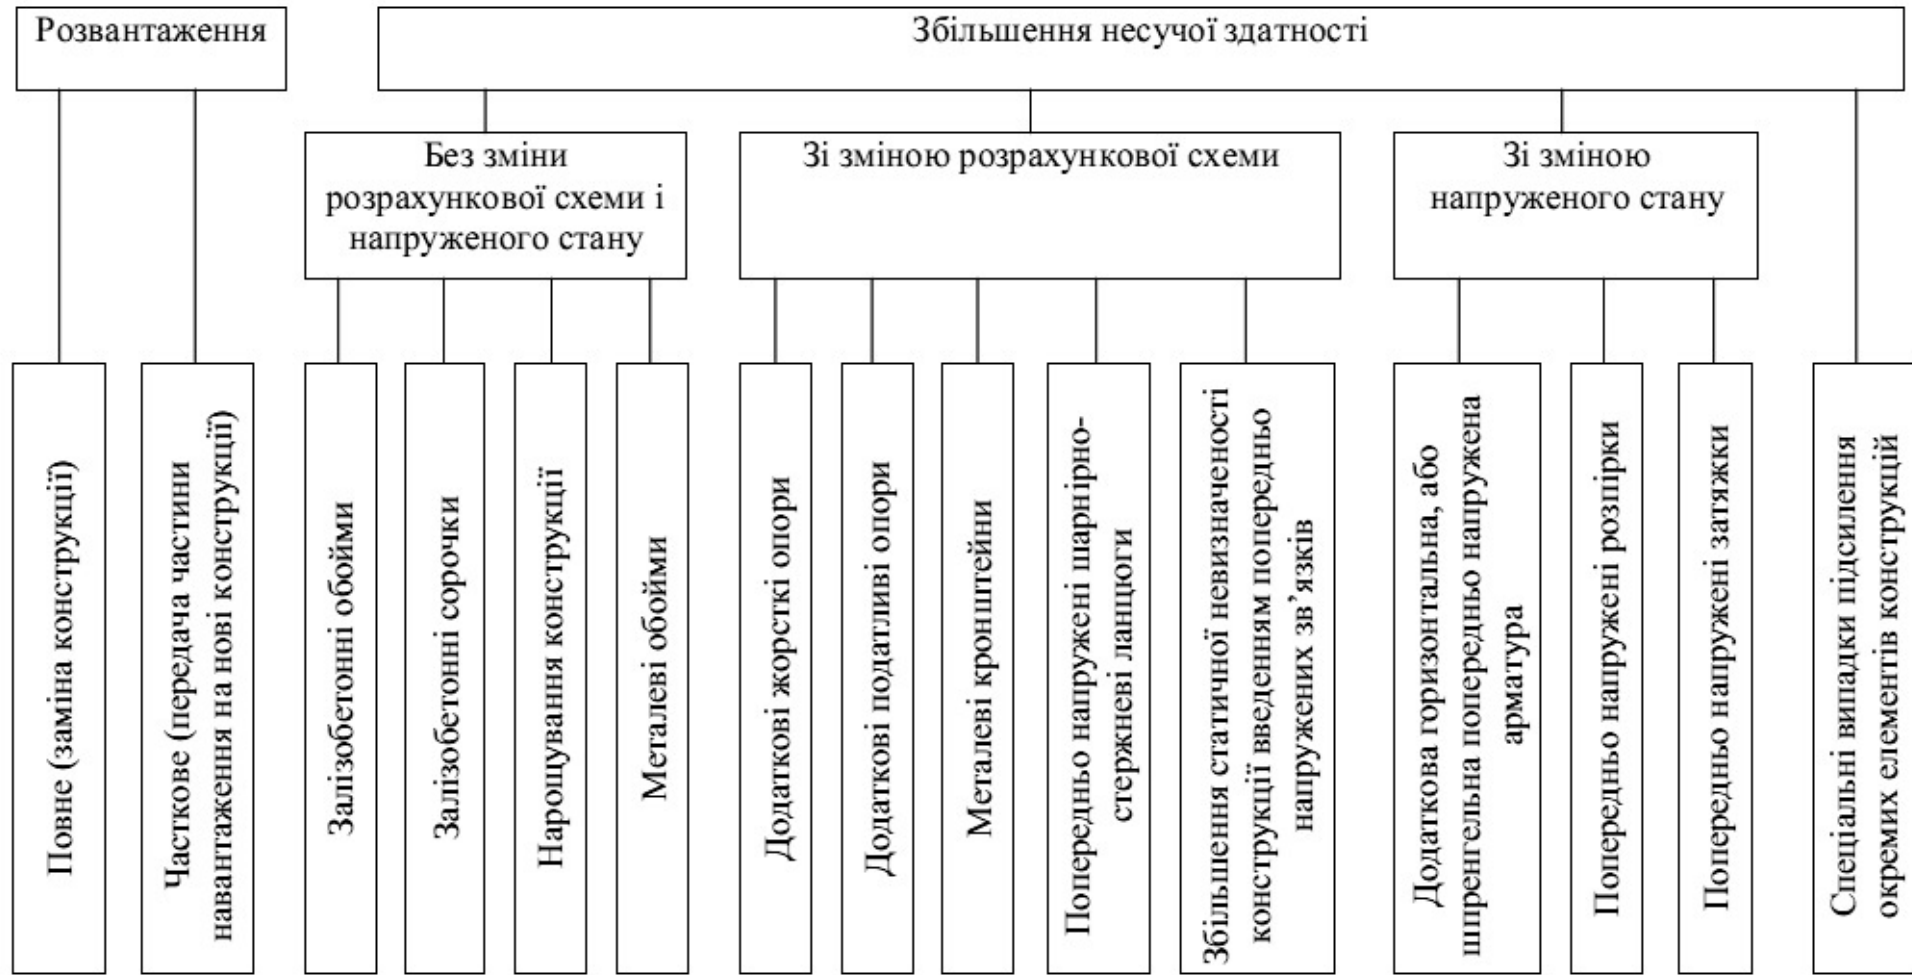 Розвантаження
Збільшення несучої здатності
Без зміни
розрахункової схеми і
напруженого стану
Зі зміною розрахункової схеми
Зі зміною
напруженого стану
Повне (заміна конструкції)
Часткове (передача частини
навантаження на нові конструкції)
Залізобетонні обойми
Залізобетонні сорочки
Нарощування конструкції
Металеві обойми
Додаткові жорсткі опори
Додаткові податливі опори
Металеві кронштейни
Попередньо напружені шарнірно-
стержневі ланцюги
Збільшення статичної невизначеності
конструкції введенням попередньо
напружених зв’язків
Додаткова горизонтальна, або
шпренгельна попередньо напружена
арматура
Попередньо напружені розпірки
Попередньо напружені затяжки
Спеціальні випадки підсилення
окремих елементів конструкцій